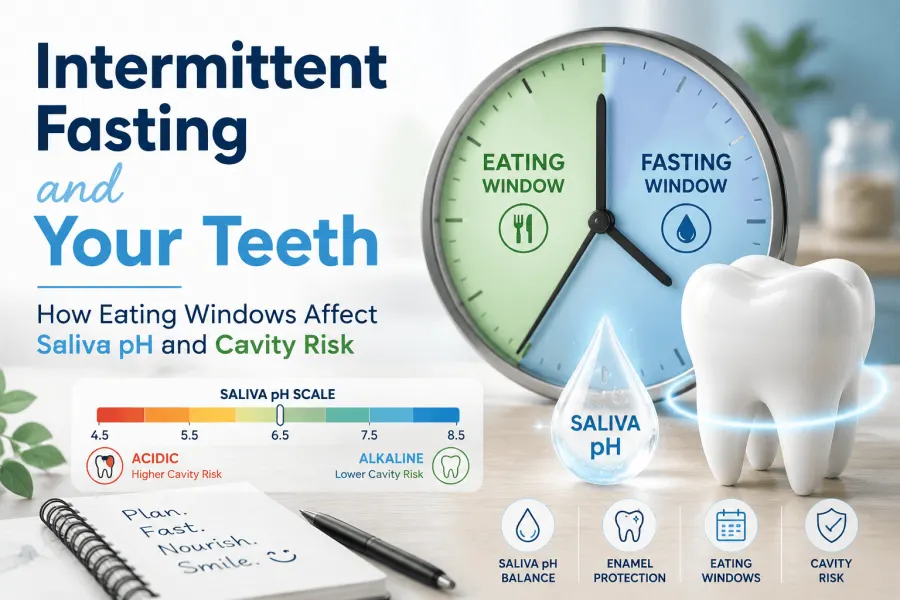 Intermittent
Fasting
and
Your Teeth
How Eating Windows Affect
Saliva pH and Cavity Risk
SALIVA pH SCALE
4.5 5.5 6.5 7.5 8.5
ACIDIC
Higher Cavity Risk
ALKALINE
Lower Cavity Risk
Plan.
Fast.
Nourish.
Smile.
EATING
WINDOW
FASTING
WINDOW
SALIVA
pH
SALIVA pH
BALANCE
ENAMEL
PROTECTION
EATING
WINDOWS
CAVITY
RISK